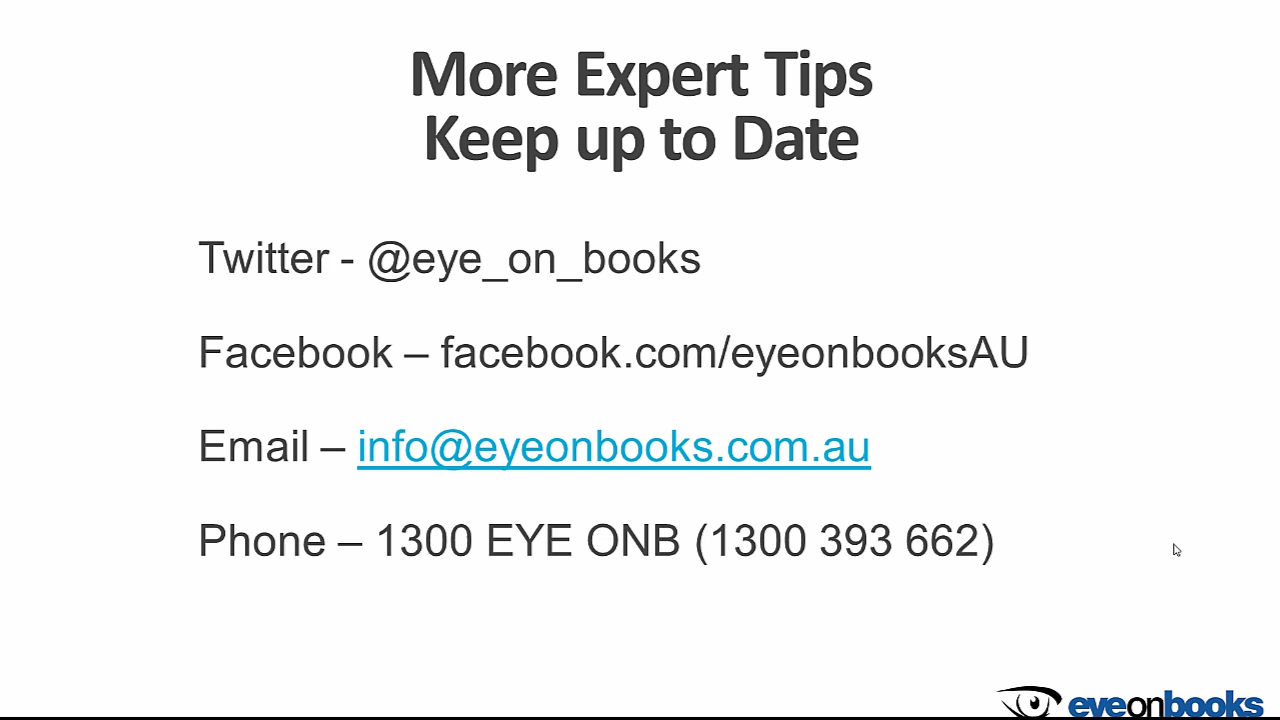 More Expert Tips
Keep up to Date
Twitter - @eye_on_books
Facebook – facebook.com/eyeonbooksAU
Email – info@eyeonbooks.com.au
Phone – 1300 EYE ONB (1300 393 662)
eyeonbooks